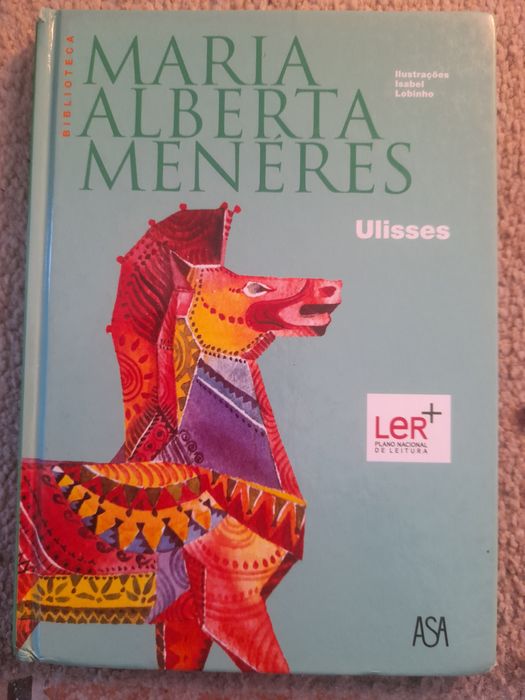 BIBLIOTECA
MARIA
ALBERTA
MENÉRES
Ilustrações
Isabel
Lobinho
Ulisses
LeR+
PLANO NACIONAL
DE LEITURA
ASA